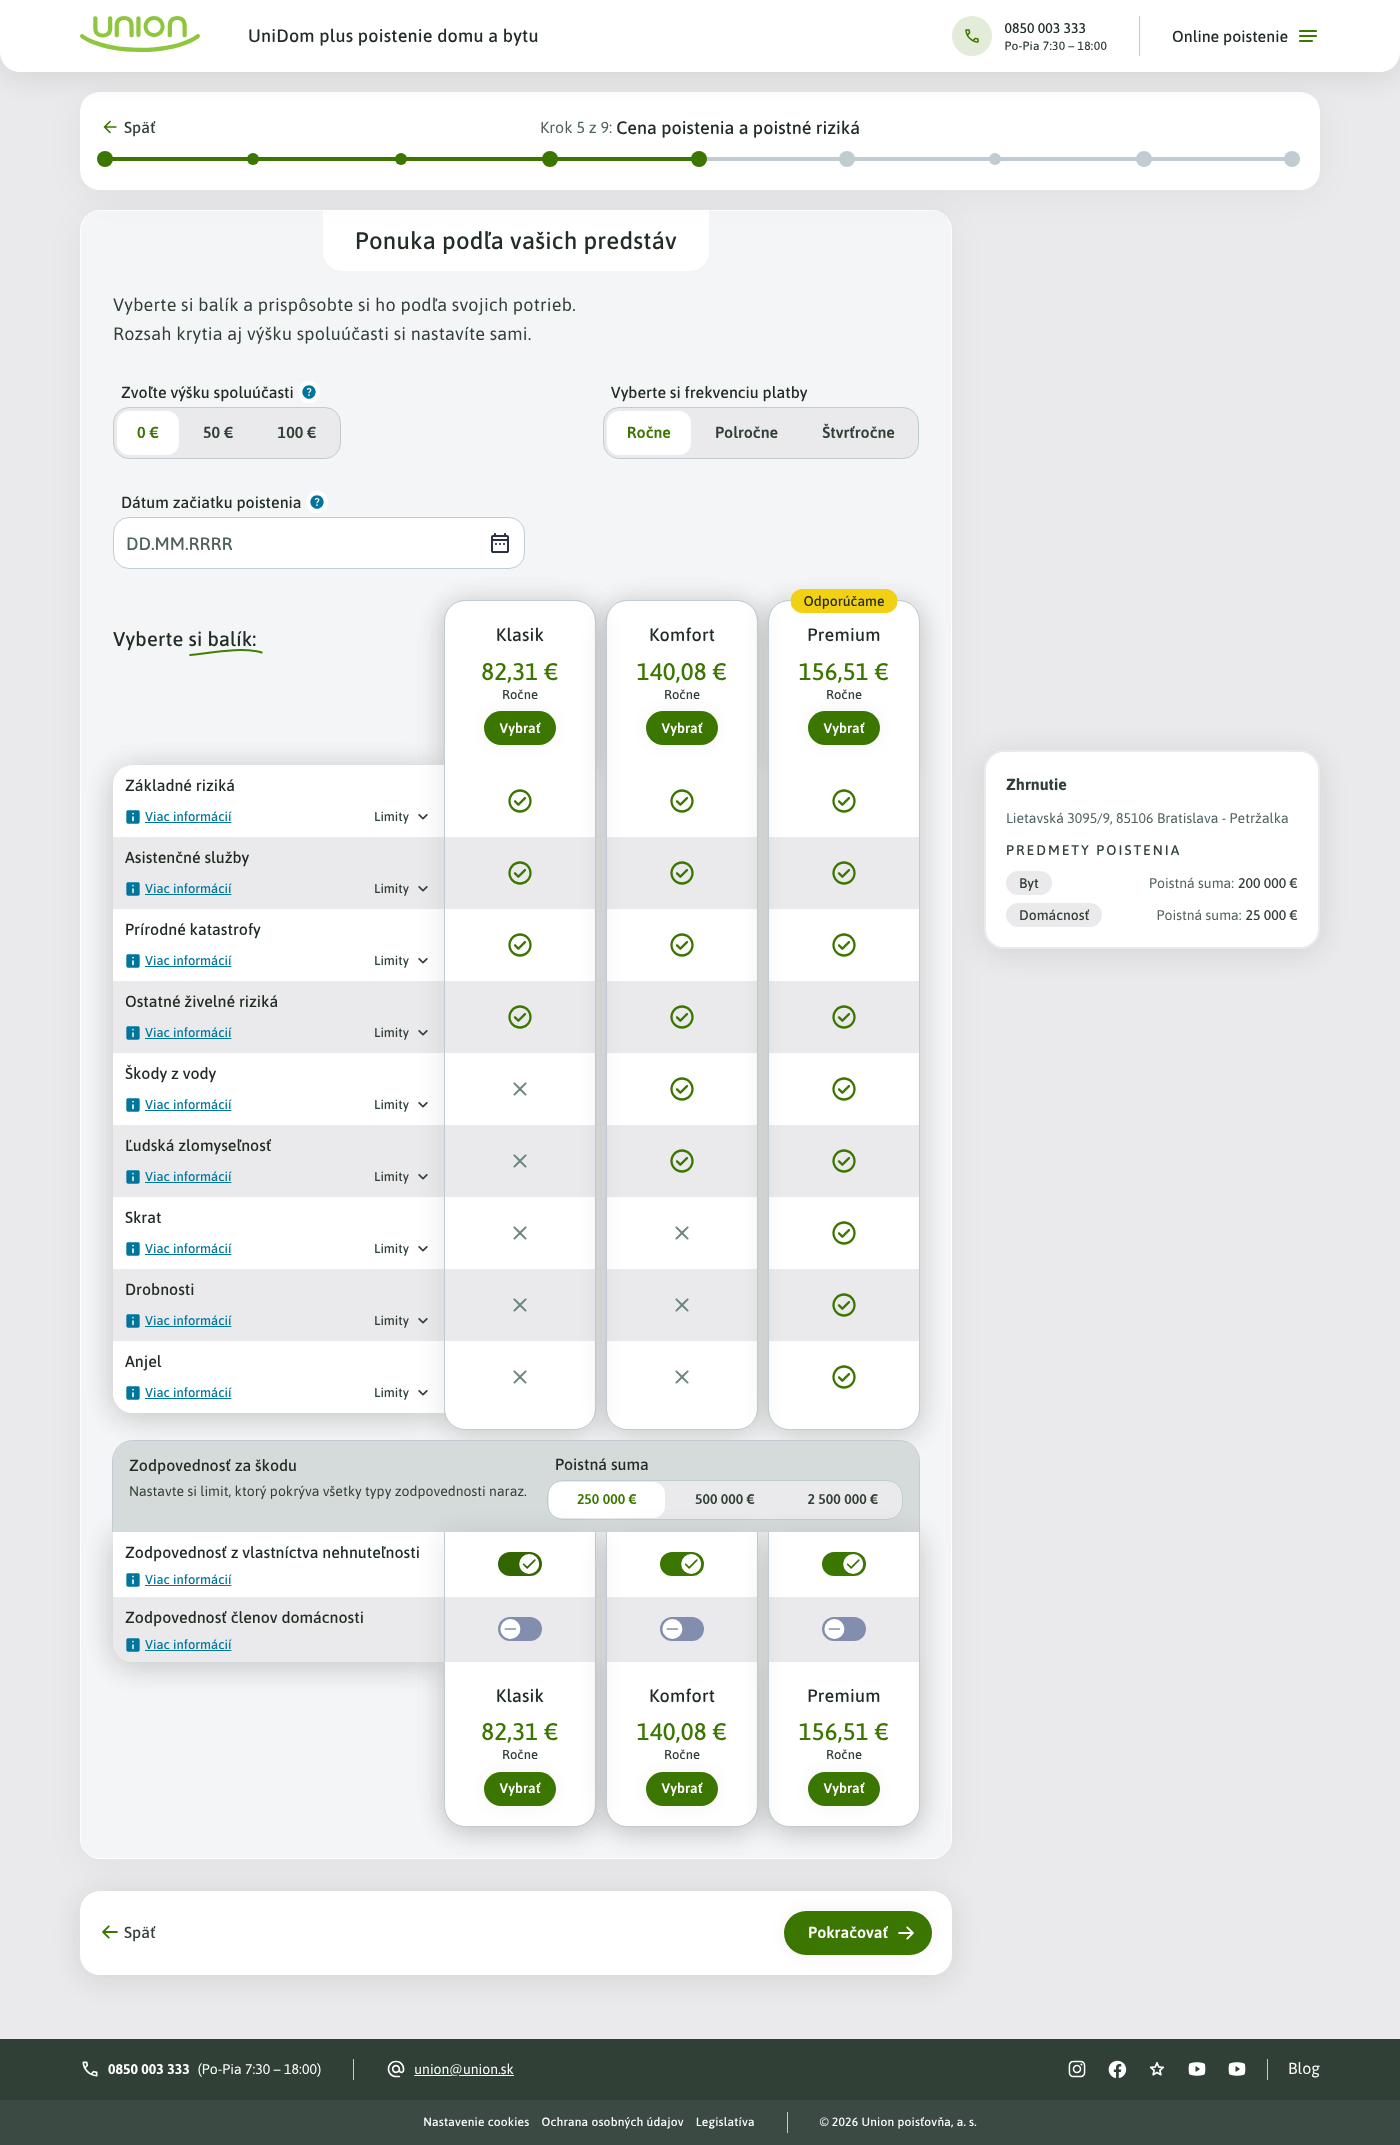 union
UniDom plus poistenie domu a bytu
0850 003 333
Po-Pia 7:30 – 18:00
Online poistenie
Späť
Krok 5 z 9: Cena poistenia a poistné riziká
Ponuka podľa vašich predstáv
Vyberte si balík a prispôsobte si ho podľa svojich potrieb.
Rozsah krytia aj výšku spoluúčasti si nastavíte sami.
Zvoľte výšku spoluúčasti
0 € 50 € 100 €
Vyberte si frekvenciu platby
Ročne Polročne Štvrťročne
Dátum začiatku poistenia
DD.MM.RRRR
Vyberte si balík:
Klasik
82,31 €
Ročne
Vybrať
Komfort
140,08 €
Ročne
Vybrať
Odporúčame
Premium
156,51 €
Ročne
Vybrať
Základné riziká
Viac informácií Limity
Asistenčné služby
Viac informácií Limity
Prírodné katastrofy
Viac informácií Limity
Ostatné živelné riziká
Viac informácií Limity
Škody z vody
Viac informácií Limity
Ľudská zlomyseľnosť
Viac informácií Limity
Skrat
Viac informácií Limity
Drobnosti
Viac informácií Limity
Anjel
Viac informácií Limity
Zodpovednosť za škodu
Nastavte si limit, ktorý pokrýva všetky typy zodpovednosti naraz.
Poistná suma
250 000 € 500 000 € 2 500 000 €
Zodpovednosť z vlastníctva nehnuteľnosti
Viac informácií
Zodpovednosť členov domácnosti
Viac informácií
Klasik
82,31 €
Ročne
Vybrať
Komfort
140,08 €
Ročne
Vybrať
Premium
156,51 €
Ročne
Vybrať
Zhrnutie
Lietavská 3095/9, 85106 Bratislava - Petržalka
PREDMETY POISTENIA
Byt Poistná suma: 200 000 €
Domácnosť Poistná suma: 25 000 €
Späť
Pokračovať
0850 003 333 (Po-Pia 7:30 – 18:00)
union@union.sk
Blog
Nastavenie cookies Ochrana osobných údajov Legislatíva
© 2026 Union poisťovňa, a. s.